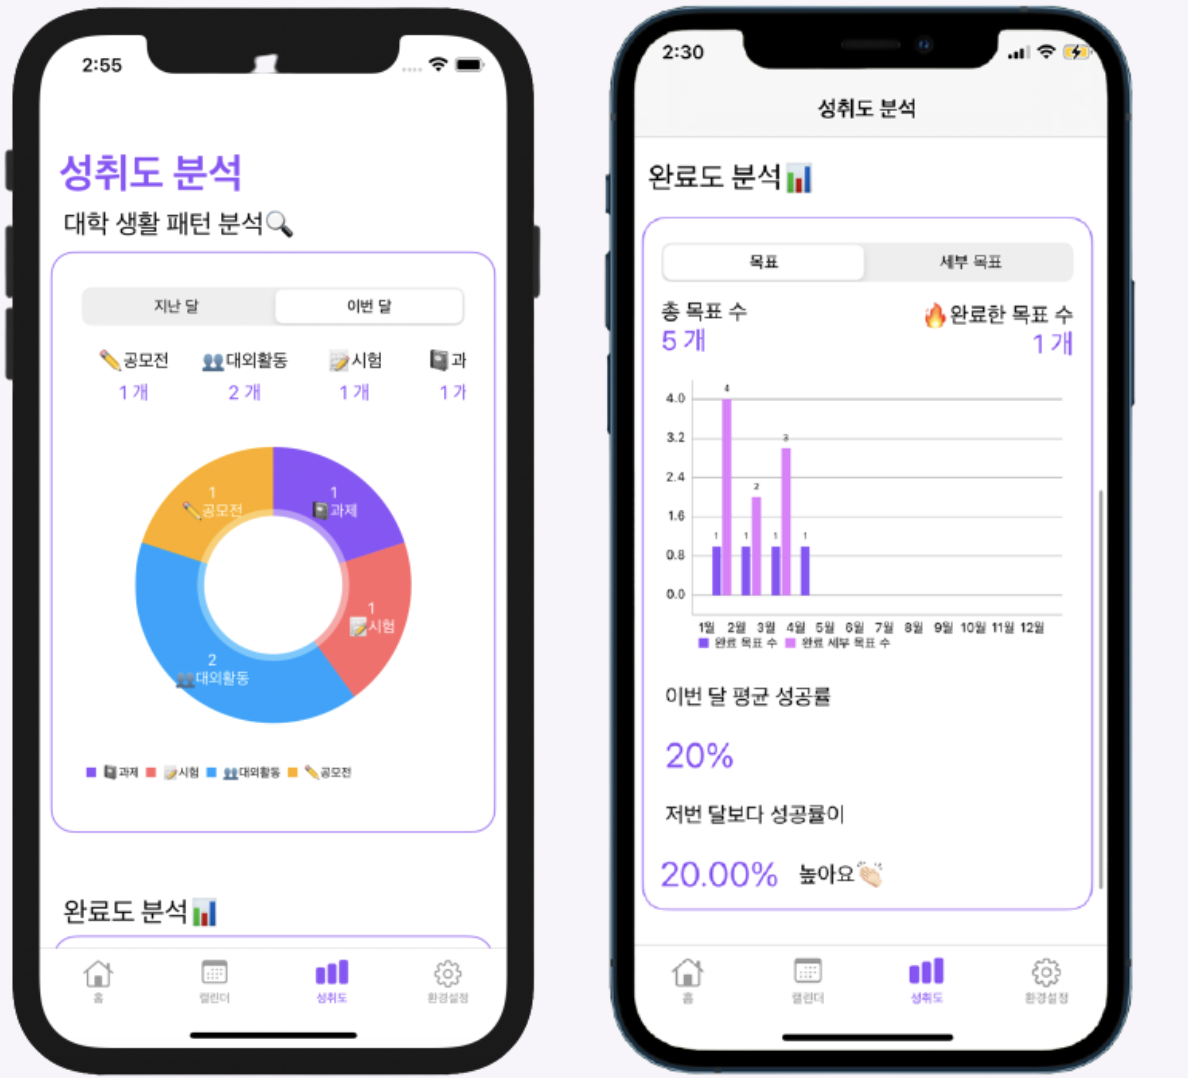 2:55
성취도 분석
대학 생활 패턴 분석🔍
지난 달 이번 달
✏️공모전 👥대외활동 📝시험 📓과
1 개 2 개 1 개 1 가
1
✏️공모전
1
📓과제
1
📝시험
2
👥대외활동
📓과제 📝시험 👥대외활동 ✏️공모전
완료도 분석📊
홈 캘린더 성취도 환경설정
2:30
성취도 분석
완료도 분석📊
목표 세부 목표
총 목표 수 🔥완료한 목표 수
5 개 1 개
4.0
3.2
2.4
1.6
0.8
0.0
1 4 1 2 1 3 1
1월 2월 3월 4월 5월 6월 7월 8월 9월 10월 11월 12월
완료 목표 수 완료 세부 목표 수
이번 달 평균 성공률
20%
저번 달보다 성공률이
20.00% 높아요👏🏻
홈 캘린더 성취도 환경설정